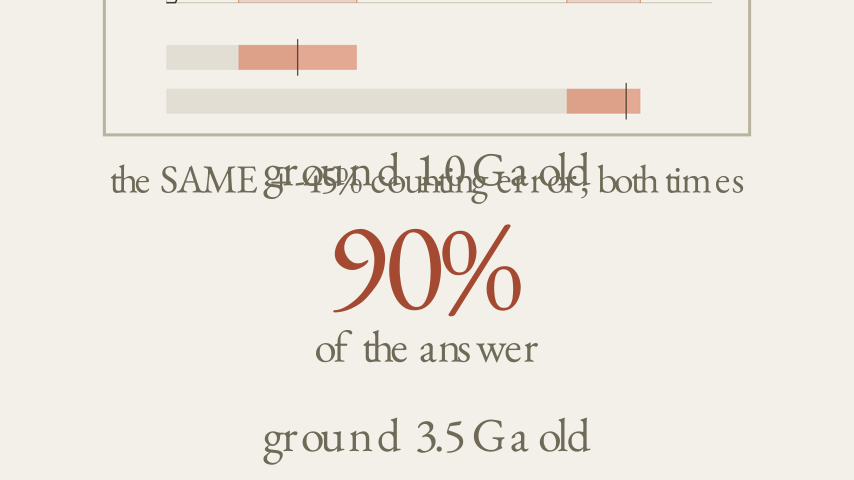 ground 1.0 Ga old
the SAME +-45% counting error, both times
90%
of the answer
ground 3.5 Ga old